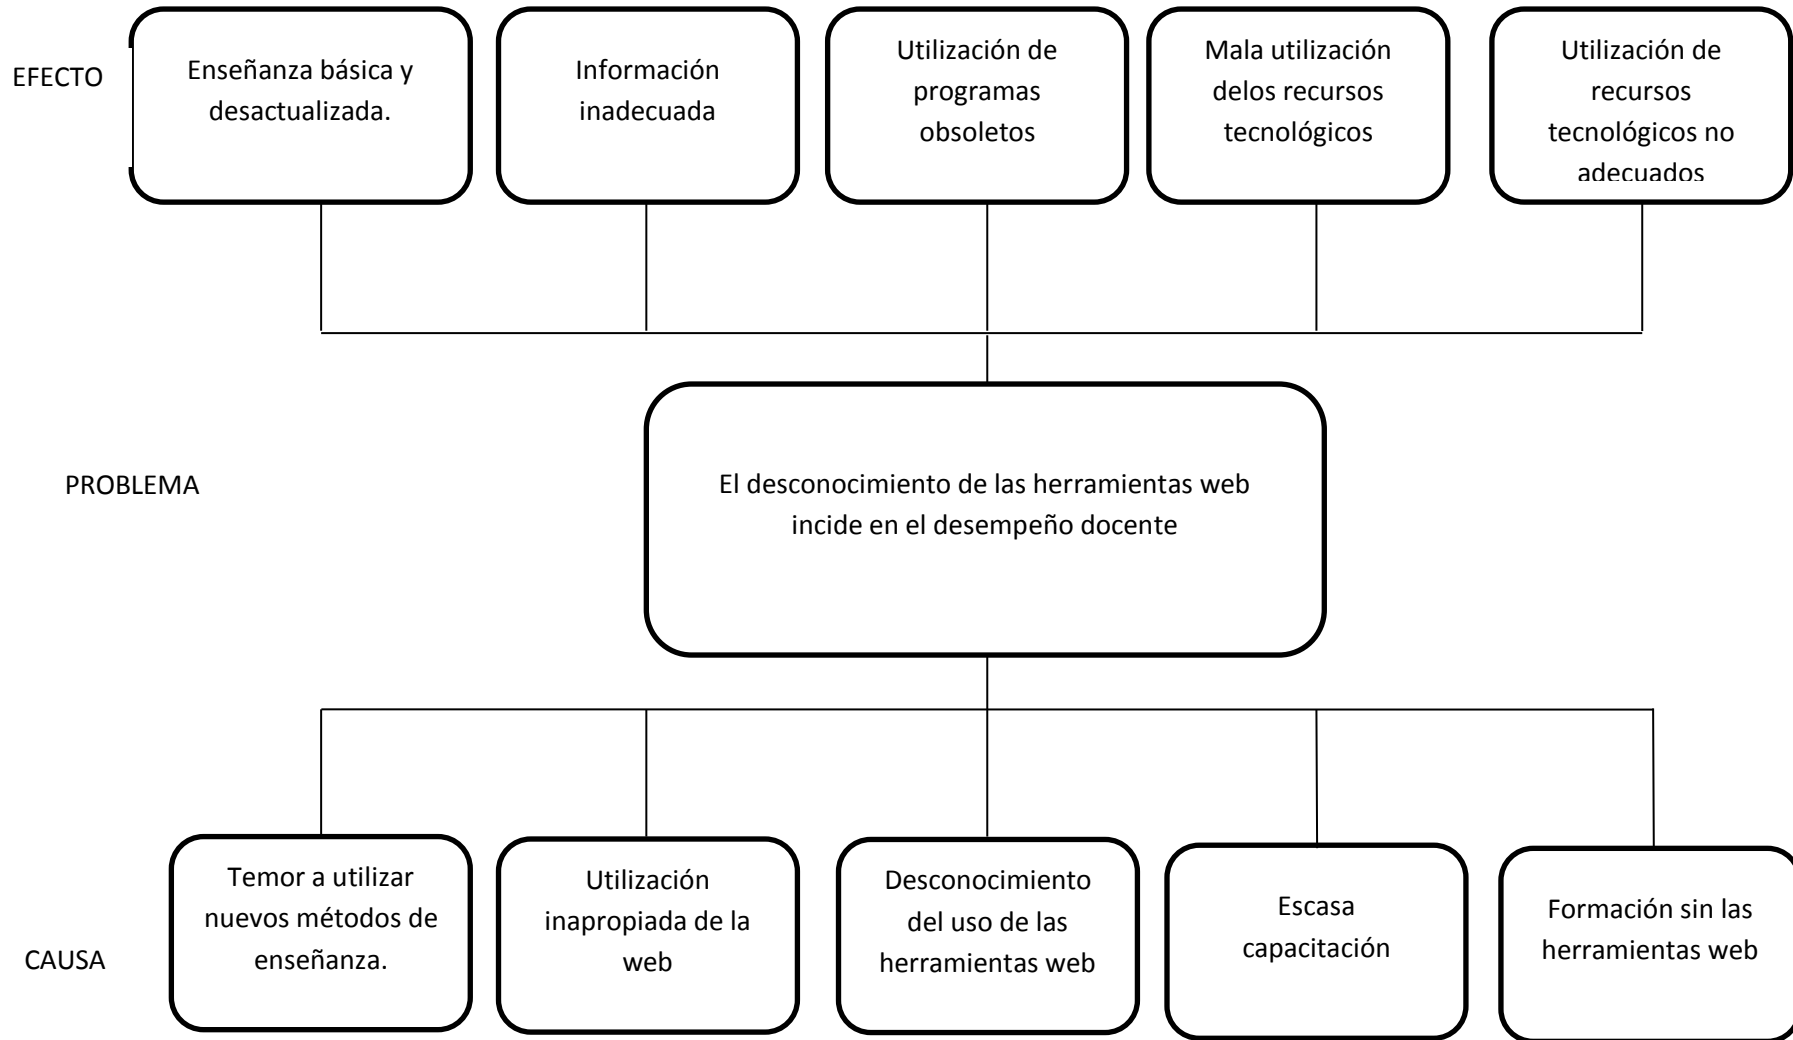 EFECTO
Enseñanza básica y
desactualizada.
Información
inadecuada
Utilización de
programas
obsoletos
Mala utilización
delos recursos
tecnológicos
Utilización de
recursos
tecnológicos no
adecuados
PROBLEMA
El desconocimiento de las herramientas web
incide en el desempeño docente
CAUSA
Temor a utilizar
nuevos métodos de
enseñanza.
Utilización
inapropiada de la
web
Desconocimiento
del uso de las
herramientas web
Escasa
capacitación
Formación sin las
herramientas web